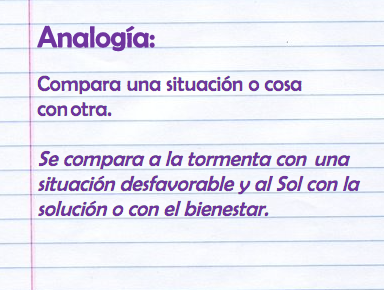 Analogía:
Compara una situación o cosa
con otra.
Se compara a la tormenta con una
situación desfavorable y al Sol con la
solución o con el bienestar.